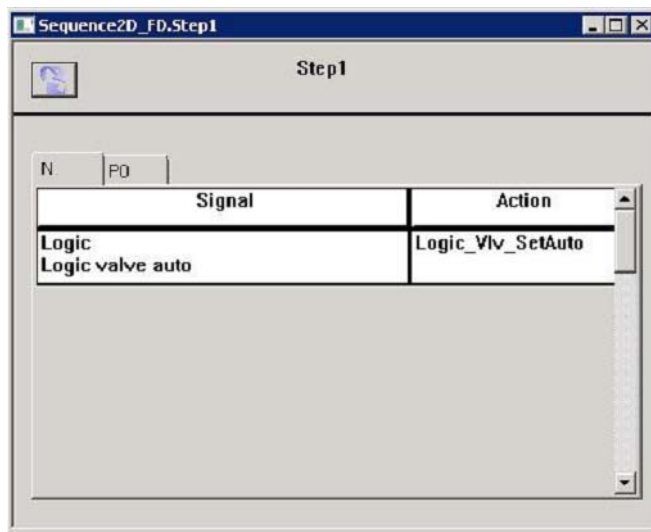 Sequence2D_FD.Step1
Step1
N
P0
Signal
Action
Logic
Logic_Vlv_SetAuto
Logic valve auto